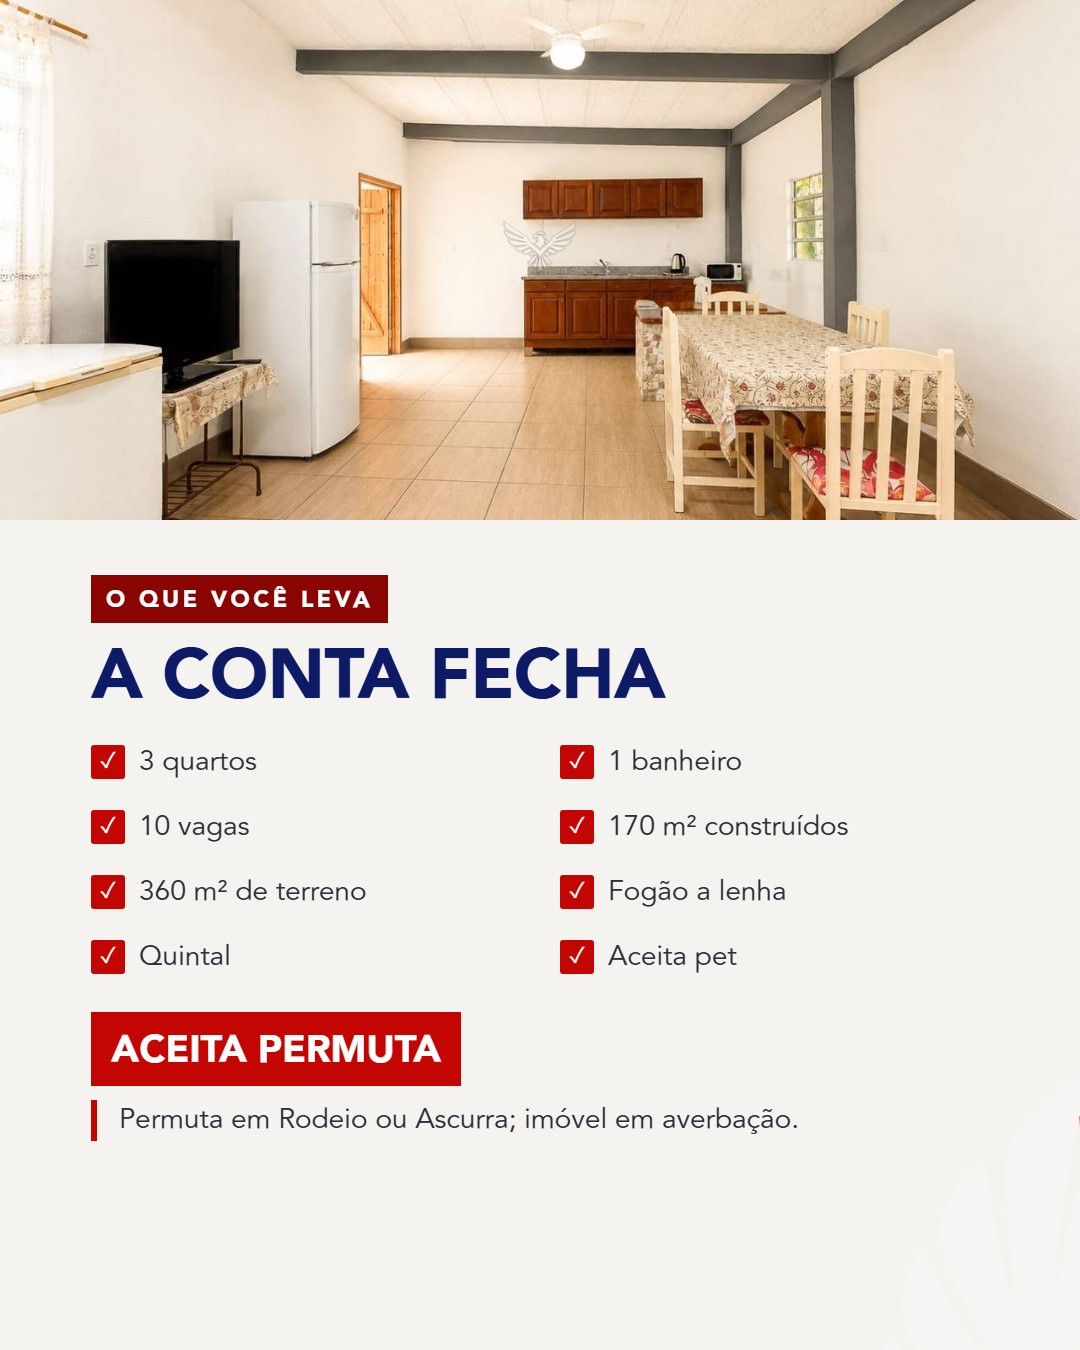 O QUE VOCÊ LEVA
A CONTA FECHA
✓ 3 quartos
✓ 1 banheiro
✓ 10 vagas
✓ 170 m² construídos
✓ 360 m² de terreno
✓ Fogão a lenha
✓ Quintal
✓ Aceita pet
ACEITA PERMUTA
Permuta em Rodeio ou Ascurra; imóvel em averbação.